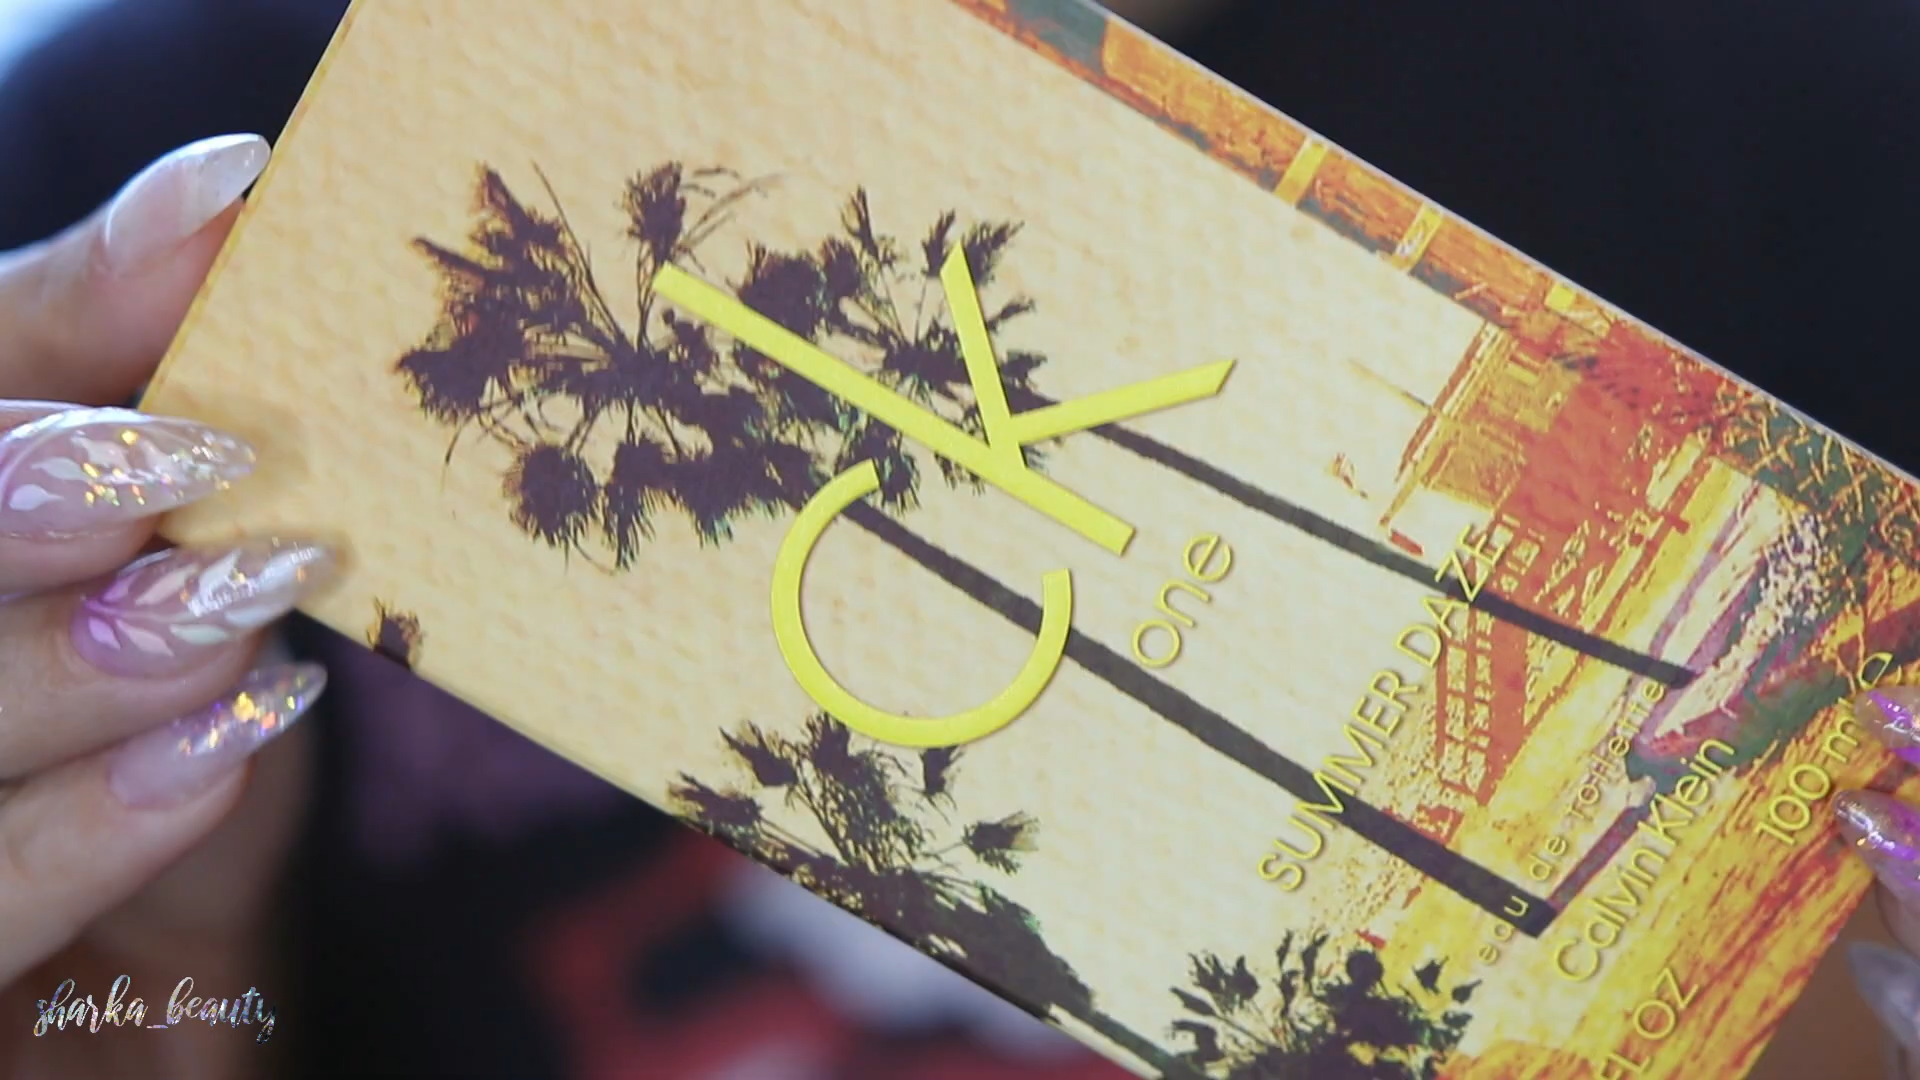 ck
one
SUMMER DAZE
eau de toilette
Calvin Klein
100 ml
FL OZ
sharka_beauty